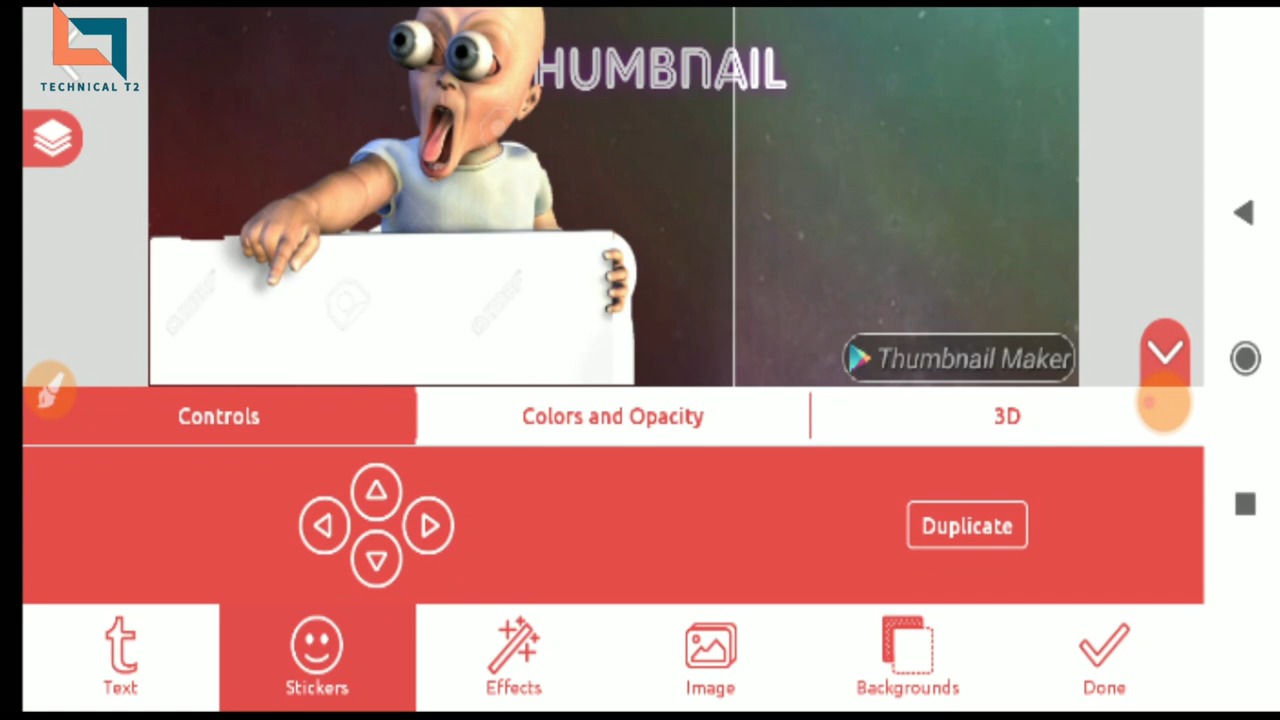 TECHNICAL T2
HUMBNAIL
Thumbnail Maker
Controls
Colors and Opacity
3D
Duplicate
Text
Stickers
Effects
Image
Backgrounds
Done